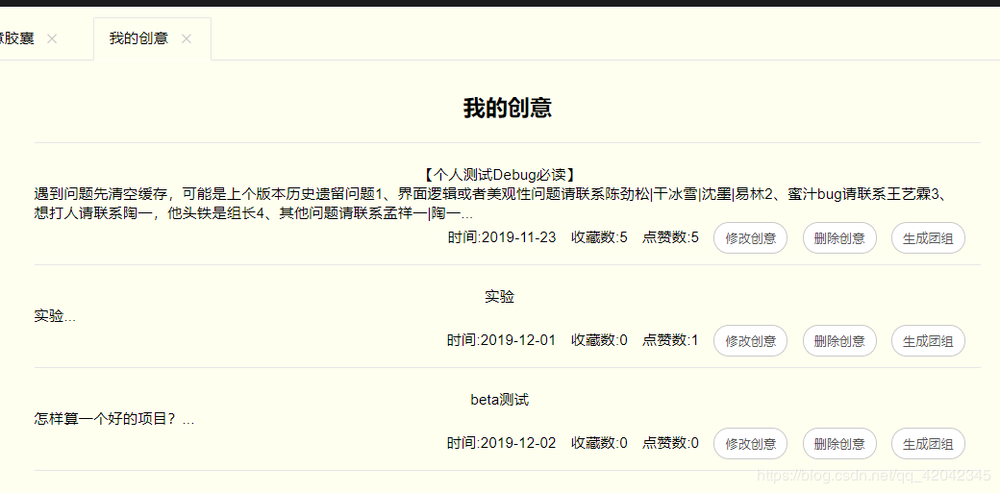 意胶囊 × 我的创意 ×
我的创意
【个人测试Debug必读】
遇到问题先清空缓存，可能是上个版本历史遗留问题1、界面逻辑或者美观性问题请联系陈劲松|干冰雪|沈墨|易林2、蜜汁bug请联系王艺霖3、
想打人请联系陶一，他头铁是组长4、其他问题请联系孟祥一|陶一...
时间:2019-11-23 收藏数:5 点赞数:5 修改创意 删除创意 生成团组
实验
实验...
时间:2019-12-01 收藏数:0 点赞数:1 修改创意 删除创意 生成团组
beta测试
怎样算一个好的项目？...
时间:2019-12-02 收藏数:0 点赞数:0 修改创意 删除创意 生成团组
https://blog.csdn.net/qq_42042345